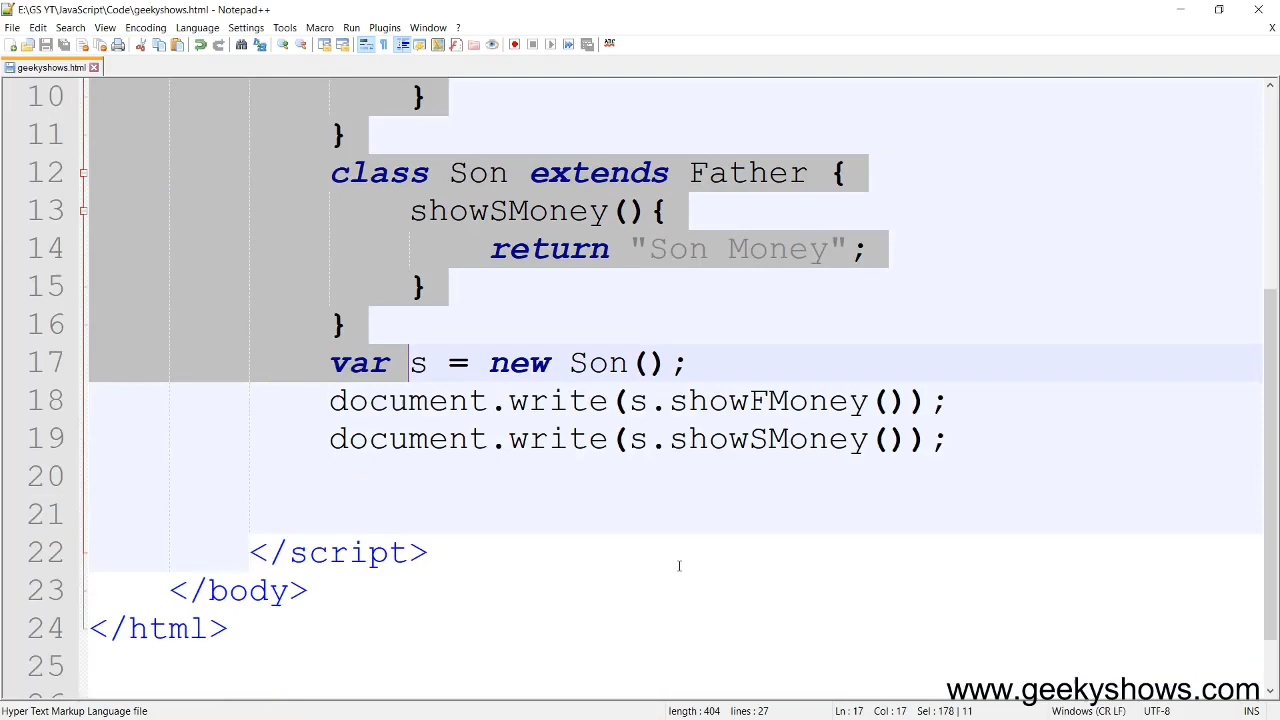 E:\GS YT\JavaScript\Code\geekyshows.html - Notepad++
File Edit Search View Encoding Language Settings Tools Macro Run Plugins Window ? X
geekyshows.html
10 }
11 }
12 class Son extends Father {
13 showSMoney(){
14 return "Son Money";
15 }
16 }
17 var s = new Son();
18 document.write(s.showFMoney());
19 document.write(s.showSMoney());
20
21
22 </script>
23 </body>
24 </html>
25
www.geekyshows.com
Hyper Text Markup Language file length : 404 lines : 27 Ln : 17 Col : 17 Sel : 178 | 11 Windows (CR LF) UTF-8 INS